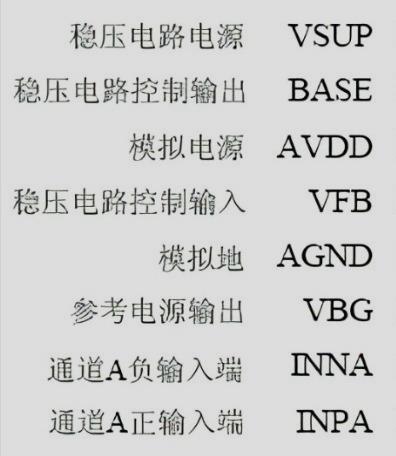 稳压电路电源 VSUP
稳压电路控制输出 BASE
模拟电源 AVDD
稳压电路控制输入 VFB
模拟地 AGND
参考电源输出 VBG
通道A负输入端 INNA
通道A正输入端 INPA